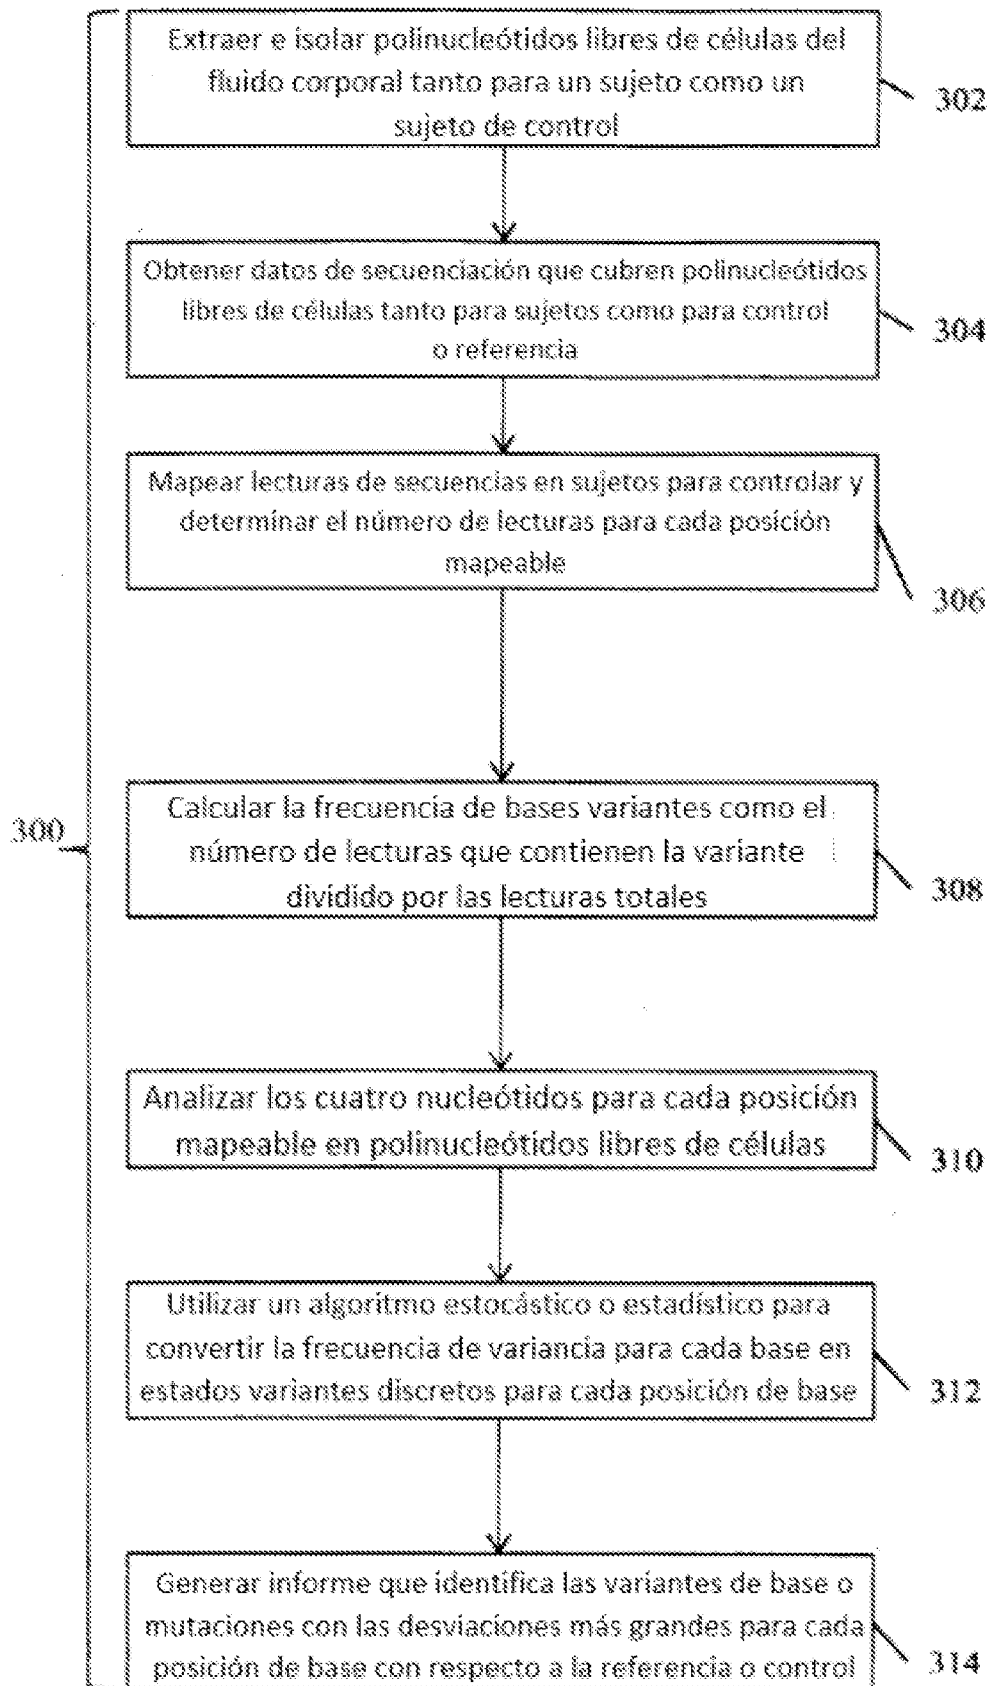 Extraer e isolar polinucleótidos libres de células del
fluido corporal tanto para un sujeto como un
sujeto de control
302
Obtener datos de secuenciación que cubren polinucleótidos
libres de células tanto para sujetos como para control
o referencia
304
Mapear lecturas de secuencias en sujetos para controlar y
determinar el número de lecturas para cada posición
mapeable
306
300
Calcular la frecuencia de bases variantes como el
número de lecturas que contienen la variante
dividido por las lecturas totales
308
Analizar los cuatro nucleótidos para cada posición
mapeable en polinucleótidos libres de células
310
Utilizar un algoritmo estocástico o estadístico para
convertir la frecuencia de variancia para cada base en
estados variantes discretos para cada posición de base
312
Generar informe que identifica las variantes de base o
mutaciones con las desviaciones más grandes para cada
posición de base con respecto a la referencia o control
314